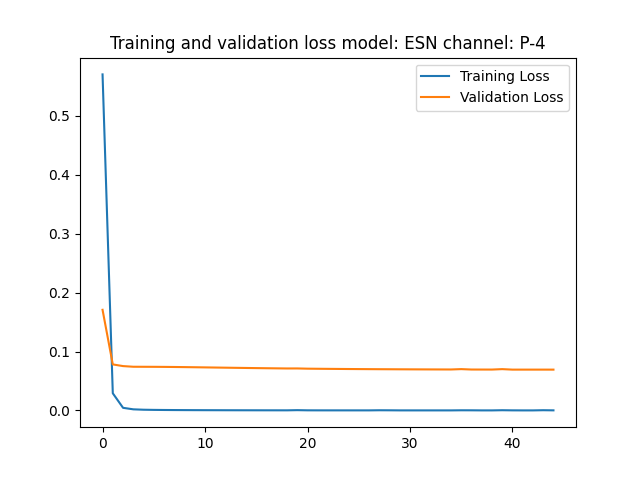 Training and validation loss model: ESN channel: P-4
Training Loss
Validation Loss
0.5
0.4
0.3
0.2
0.1
0.0
0 10 20 30 40